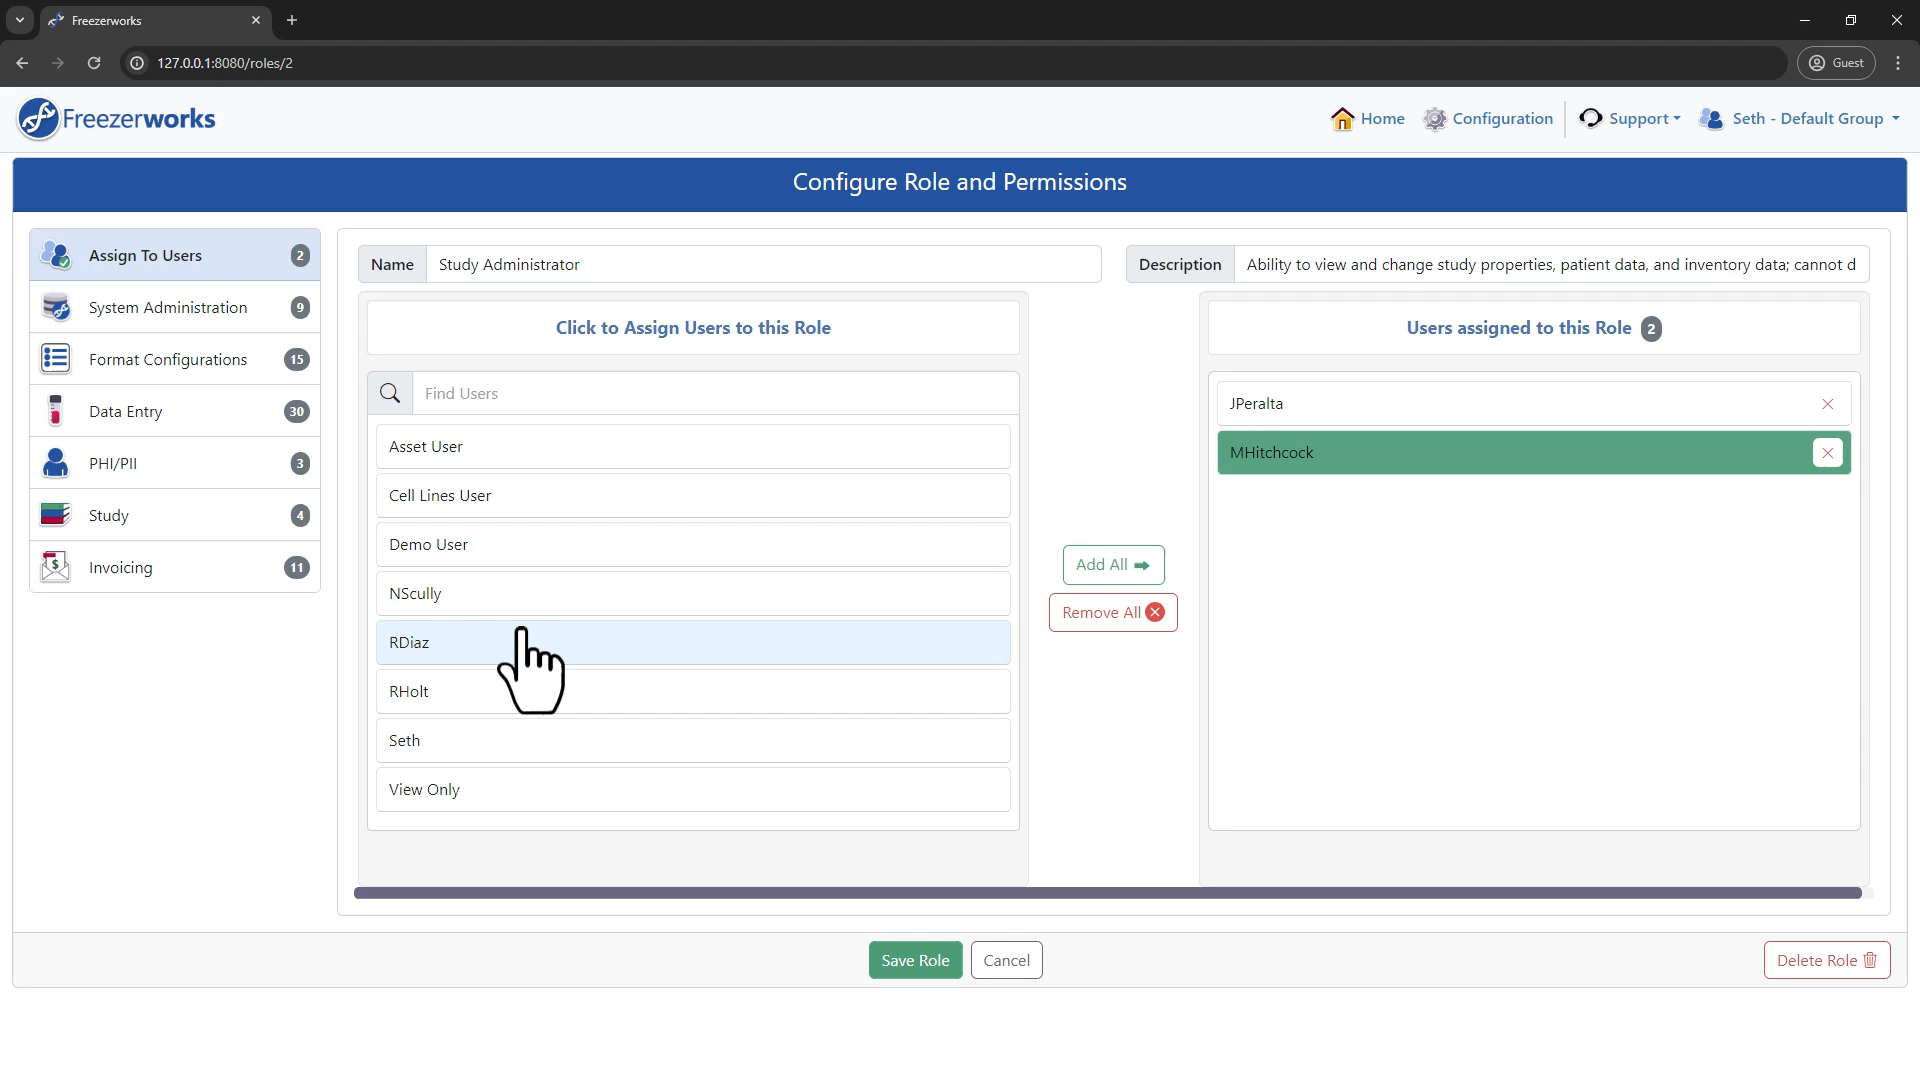 Freezerworks
127.0.0.1:8080/roles/2
Guest
Freezerworks
Home
Configuration
Support
Seth - Default Group
Configure Role and Permissions
Assign To Users 2
System Administration 9
Format Configurations 15
Data Entry 30
PHI/PII 3
Study 4
Invoicing 11
Name Study Administrator
Description Ability to view and change study properties, patient data, and inventory data; cannot d
Click to Assign Users to this Role
Find Users
Asset User
Cell Lines User
Demo User
NScully
RDiaz
RHolt
Seth
View Only
Add All
Remove All
Users assigned to this Role 2
JPeralta
MHitchcock
Save Role
Cancel
Delete Role